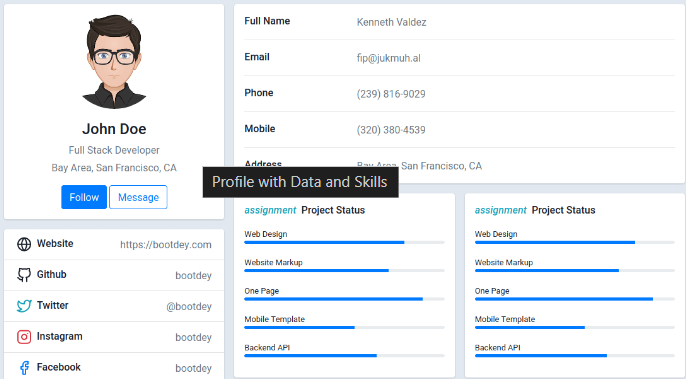 John Doe
Full Stack Developer
Bay Area, San Francisco, CA
Follow Message
Website https://bootdey.com
Github bootdey
Twitter @bootdey
Instagram bootdey
Facebook bootdey
Full Name Kenneth Valdez
Email fip@jukmuh.al
Phone (239) 816-9029
Mobile (320) 380-4539
Address Bay Area, San Francisco, CA
Profile with Data and Skills
assignment Project Status
Web Design
Website Markup
One Page
Mobile Template
Backend API
assignment Project Status
Web Design
Website Markup
One Page
Mobile Template
Backend API